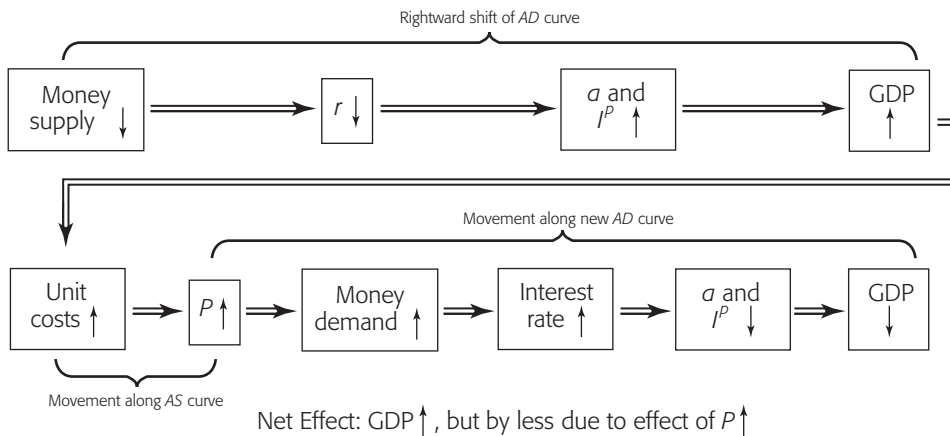 Rightward shift of AD curve
Money
supply ↓
r ↓
a and
I^P ↑
GDP
↑
Movement along new AD curve
Unit
costs ↑
P ↑
Money
demand ↑
Interest
rate ↑
a and
I^P ↓
GDP
↓
Movement along AS curve
Net Effect: GDP ↑, but by less due to effect of P ↑